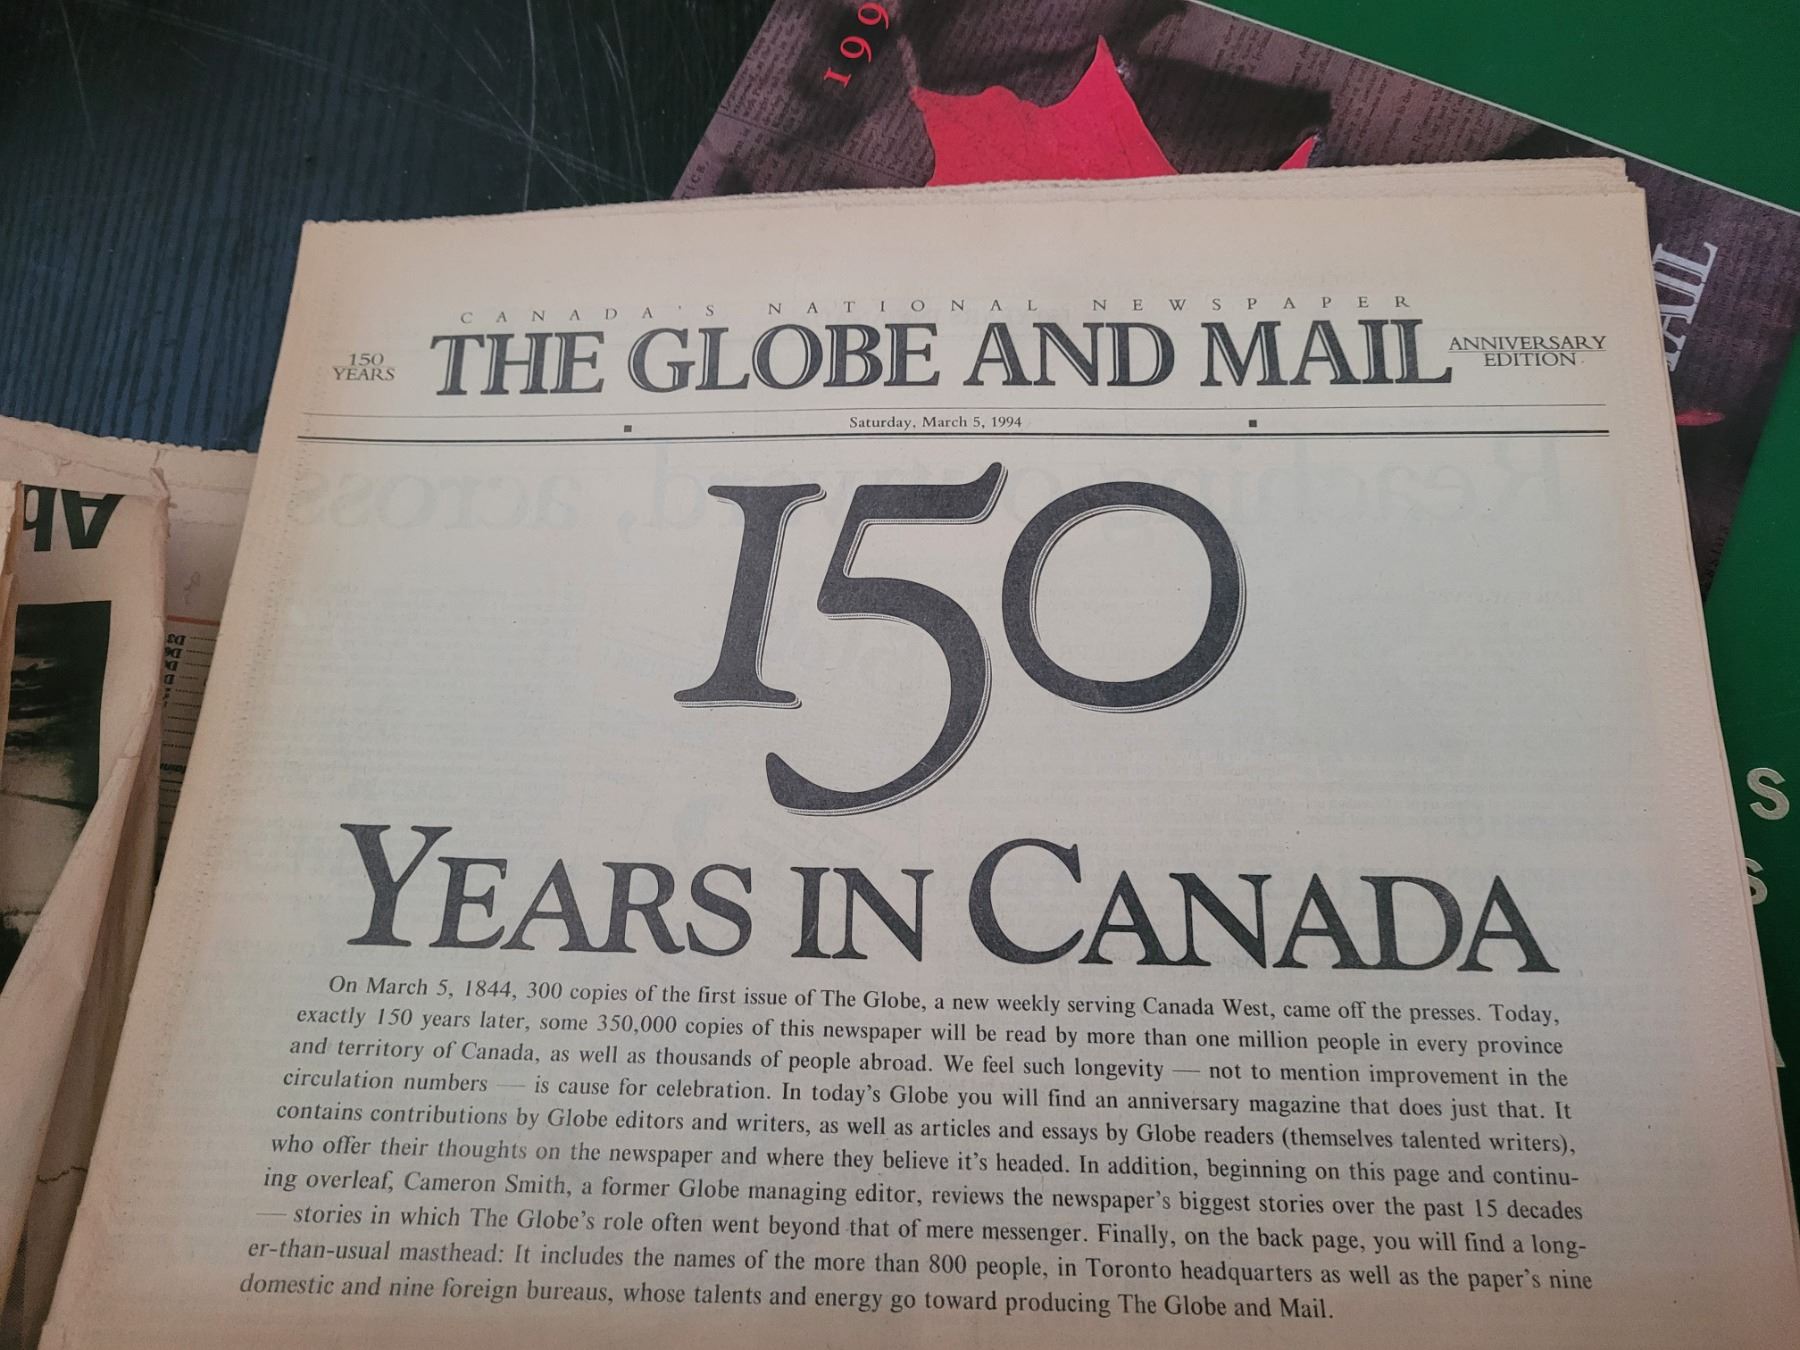 199
CANADA'S NATIONAL NEWSPAPER
150
YEARS
THE GLOBE AND MAIL
ANNIVERSARY
EDITION
Saturday, March 5, 1994
150
YEARS IN CANADA
On March 5, 1844, 300 copies of the first issue of The Globe, a new weekly serving Canada West, came off the presses. Today,
exactly 150 years later, some 350,000 copies of this newspaper will be read by more than one million people in every province
and territory of Canada, as well as thousands of people abroad. We feel such longevity — not to mention improvement in the
circulation numbers — is cause for celebration. In today's Globe you will find an anniversary magazine that does just that. It
contains contributions by Globe editors and writers, as well as articles and essays by Globe readers (themselves talented writers),
who offer their thoughts on the newspaper and where they believe it's headed. In addition, beginning on this page and continu-
ing overleaf, Cameron Smith, a former Globe managing editor, reviews the newspaper's biggest stories over the past 15 decades
— stories in which The Globe's role often went beyond that of mere messenger. Finally, on the back page, you will find a long-
er-than-usual masthead: It includes the names of the more than 800 people, in Toronto headquarters as well as the paper's nine
domestic and nine foreign bureaus, whose talents and energy go toward producing The Globe and Mail.